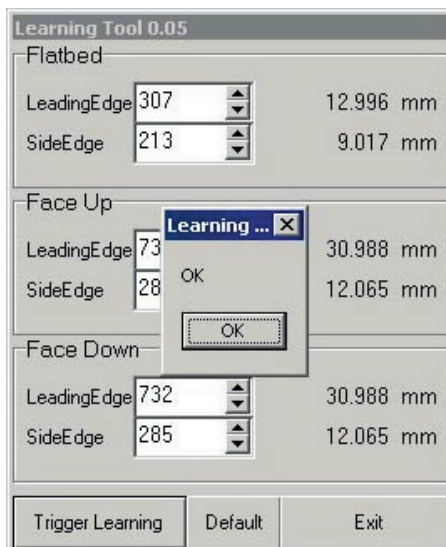 Learning Tool 0.05
Flatbed
LeadingEdge 307 12.996 mm
SideEdge 213 9.017 mm
Face Up
LeadingEdge 73 30.988 mm
SideEdge 28 12.065 mm
Learning ...
OK
OK
Face Down
LeadingEdge 732 30.988 mm
SideEdge 285 12.065 mm
Trigger Learning Default Exit